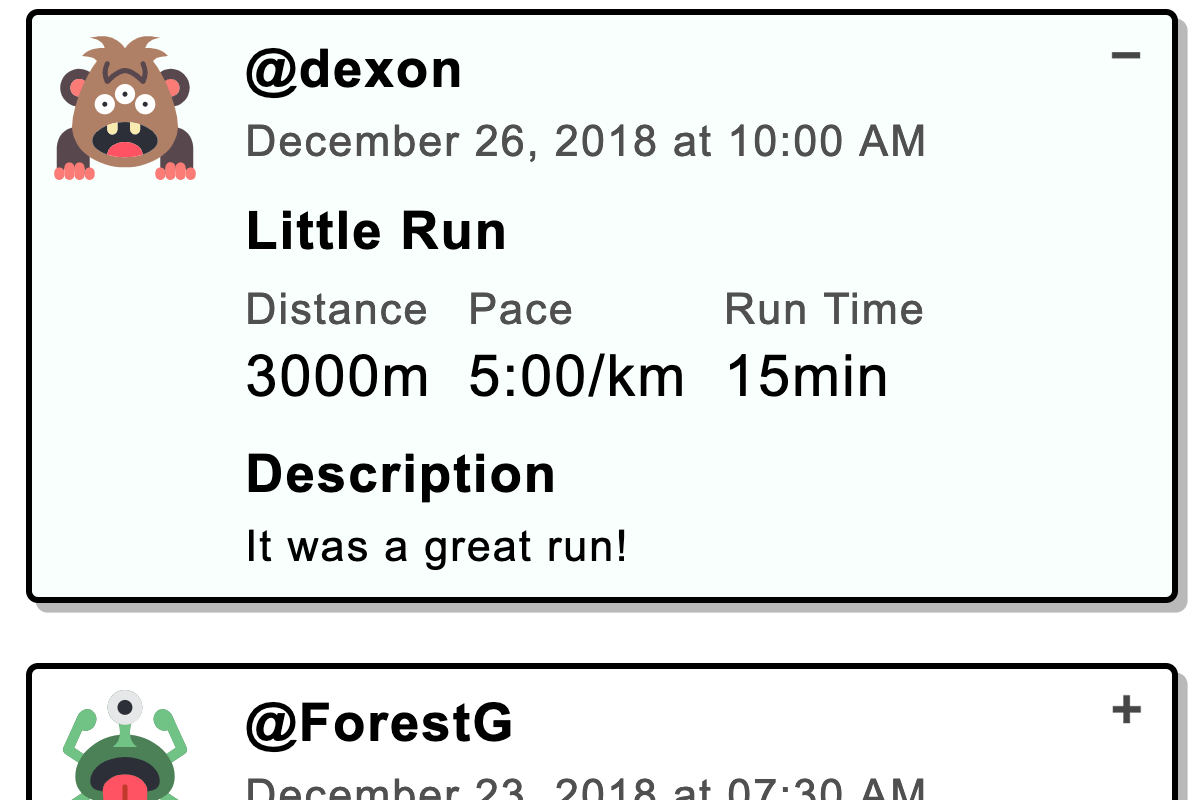 @dexon
−
December 26, 2018 at 10:00 AM
Little Run
Distance Pace Run Time
3000m 5:00/km 15min
Description
It was a great run!
@ForestG
+
December 23, 2018 at 07:30 AM